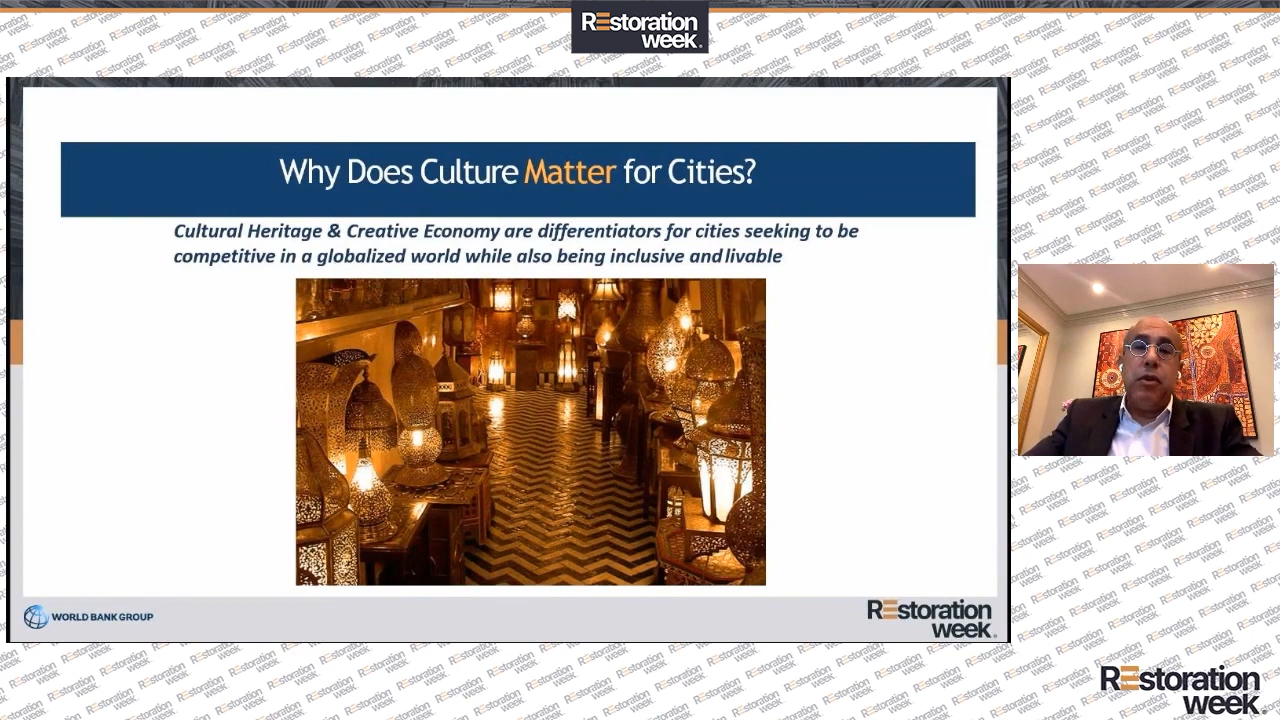 REstoration
week.
Why Does Culture Matter for Cities?
Cultural Heritage & Creative Economy are differentiators for cities seeking to be
competitive in a globalized world while also being inclusive and livable
WORLD BANK GROUP
REstoration
week.
REstoration
week.